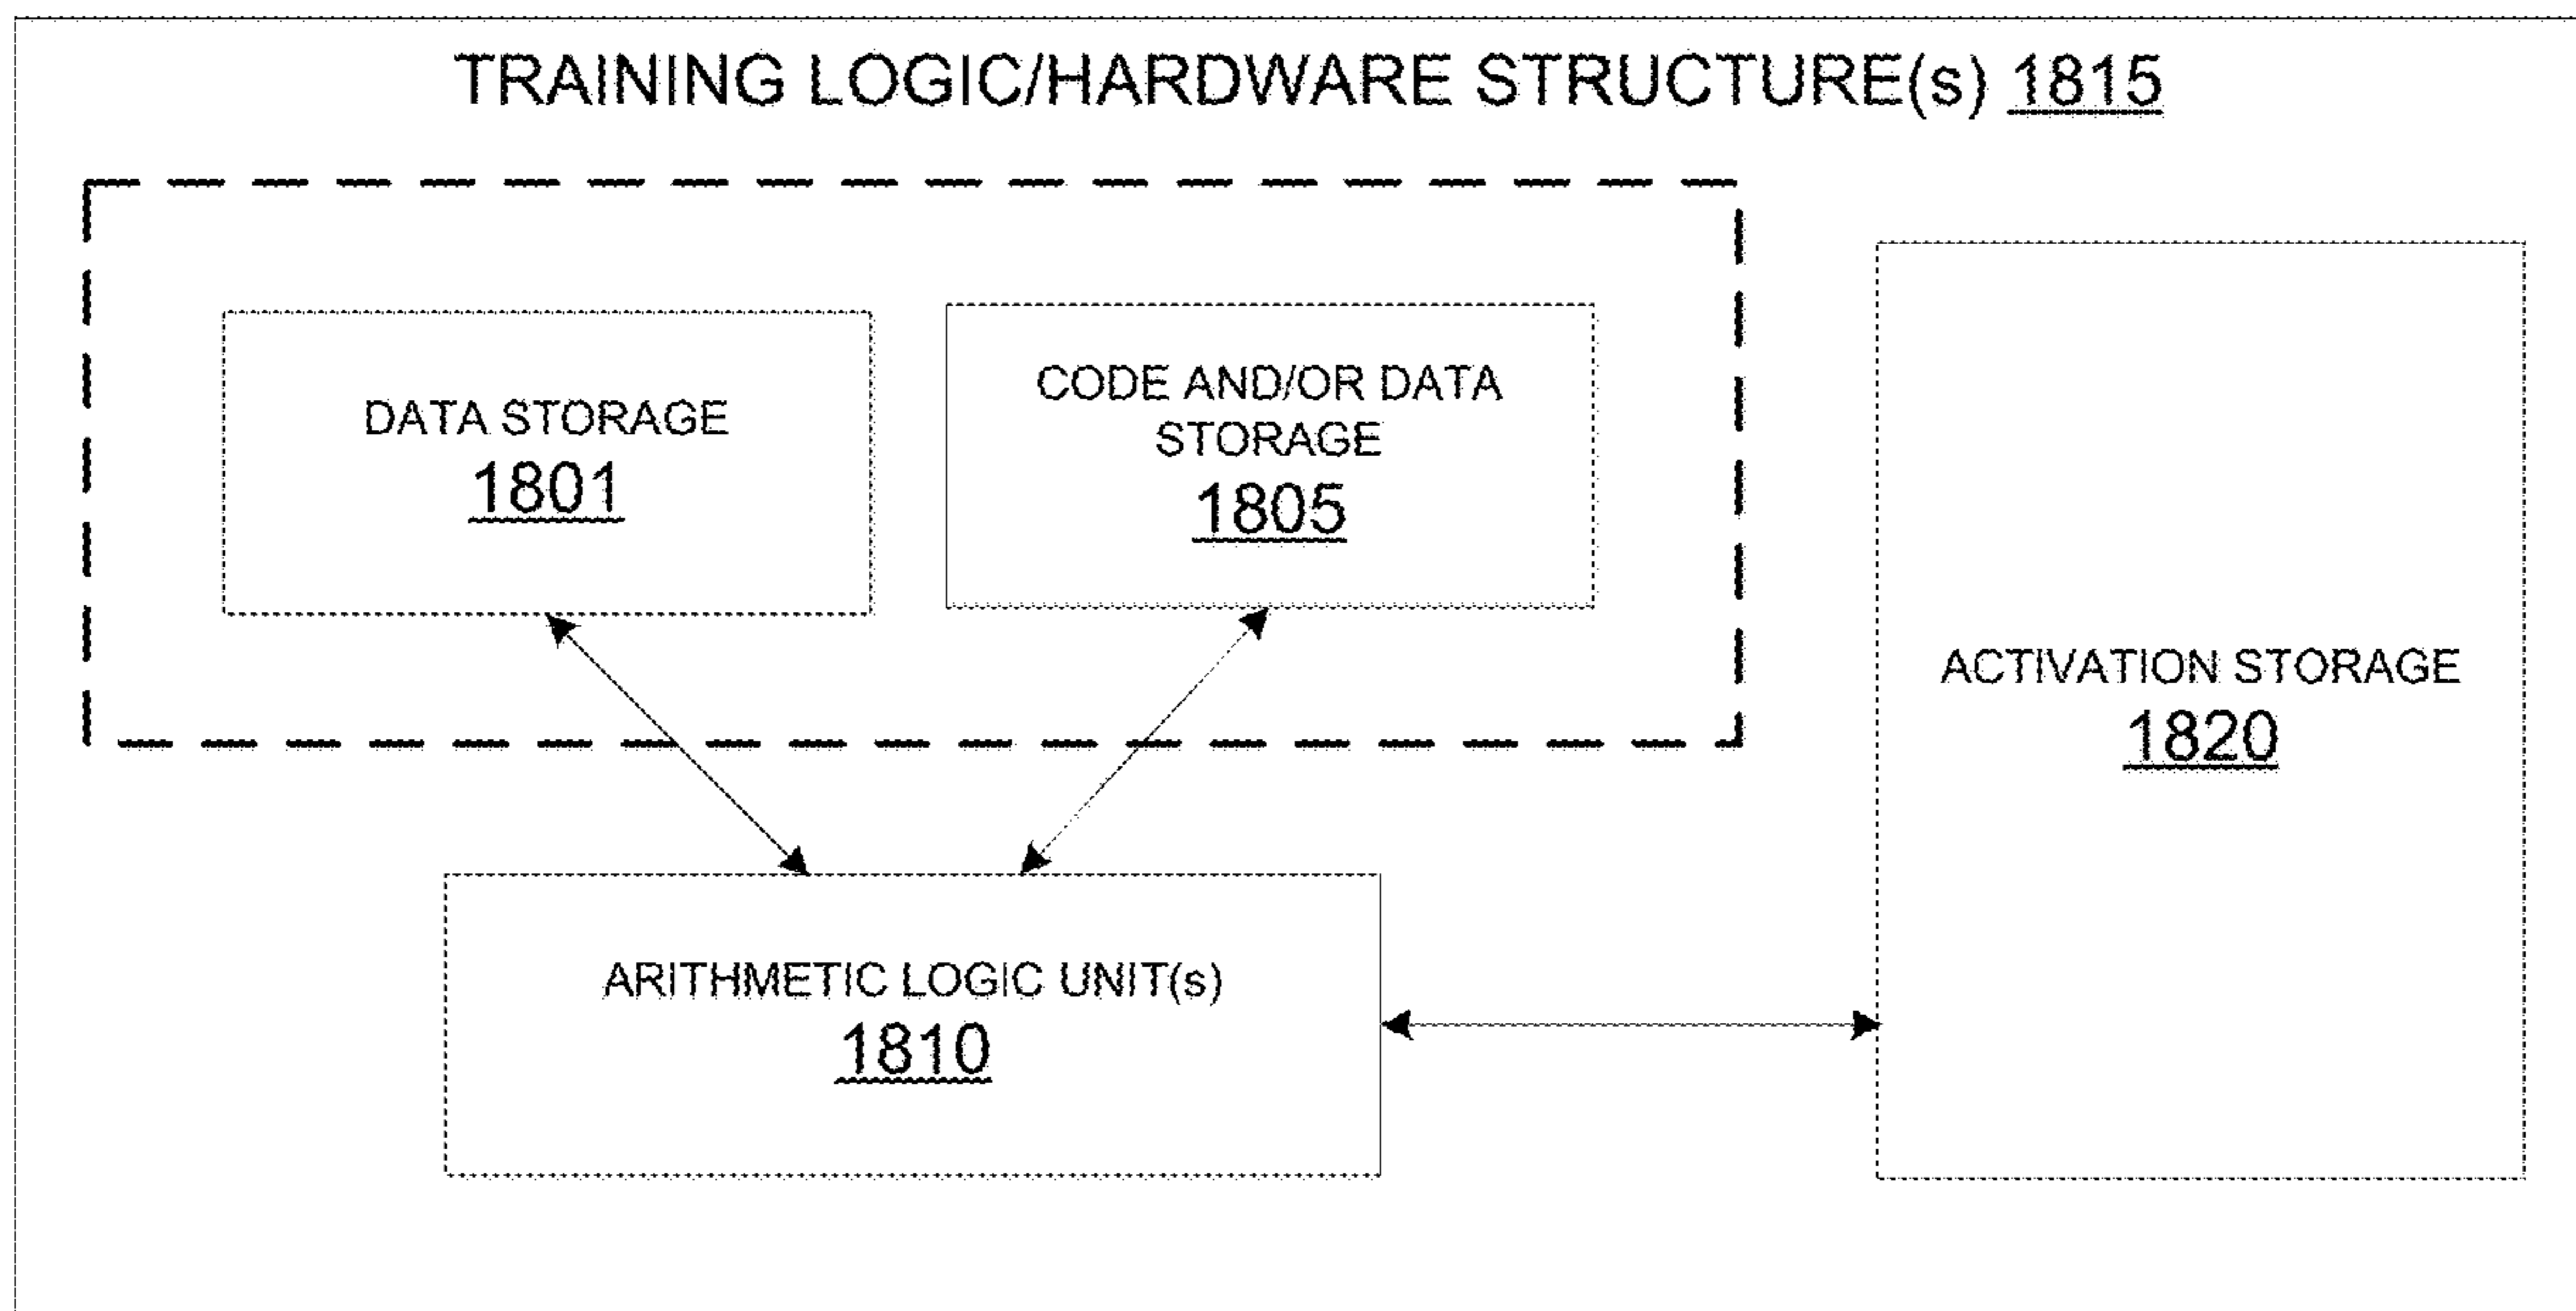 TRAINING LOGIC/HARDWARE STRUCTURE(s) 1815
DATA STORAGE
1801
CODE AND/OR DATA
STORAGE
1805
ACTIVATION STORAGE
1820
ARITHMETIC LOGIC UNIT(s)
1810